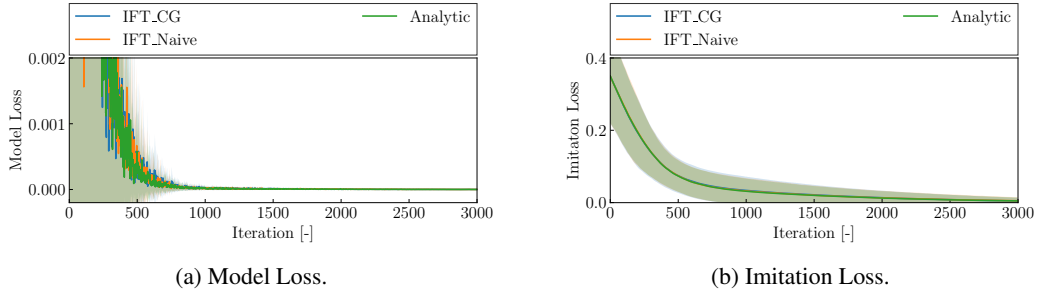 IFT_CG
Analytic
IFT_Naive
0.002
0.001
0.000
Model Loss
0 500 1000 1500 2000 2500 3000
Iteration [-]
(a) Model Loss.
IFT_CG
Analytic
IFT_Naive
0.4
0.2
0.0
Imitaton Loss
0 500 1000 1500 2000 2500 3000
Iteration [-]
(b) Imitation Loss.